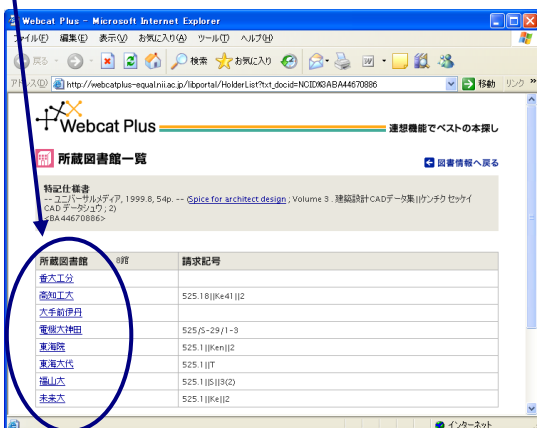 Webcat Plus - Microsoft Internet Explorer
ファイル(F) 編集(E) 表示(V) お気に入り(A) ツール(T) ヘルプ(H)
戻る 検索 お気に入り
アドレス(D) http://webcatplus-equal.nii.ac.jp/libportal/HolderList?txt_docid=NCID%3ABA44670886 移動 リンク »
Webcat Plus 連想機能でベストの本探し
所蔵図書館一覧 図書情報へ戻る
特記仕様書
-- ユニバーサルメディア, 1999.8, 54p. -- (Spice for architect design ; Volume 3 . 建築設計CADデータ集||ケンチク セッケイ
CAD データシュウ ; 2)
<BA44670886>
所蔵図書館 8館 請求記号
香大工分
高知工大 525.18||Ke41||2
大手前伊丹
電機大神田 525/S-29/1-3
東海院 525.1||Ken||2
東海大代 525.1||T
福山大 525.1||S||3(2)
未来大 525.1||Ke||2
インターネット